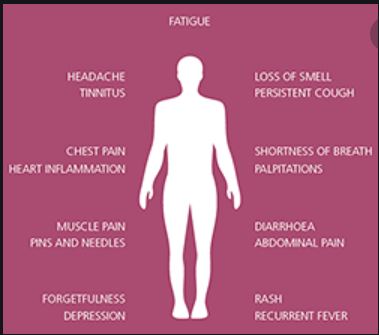 FATIGUE
HEADACHE
TINNITUS
LOSS OF SMELL
PERSISTENT COUGH
CHEST PAIN
HEART INFLAMMATION
SHORTNESS OF BREATH
PALPITATIONS
MUSCLE PAIN
PINS AND NEEDLES
DIARRHOEA
ABDOMINAL PAIN
FORGETFULNESS
DEPRESSION
RASH
RECURRENT FEVER